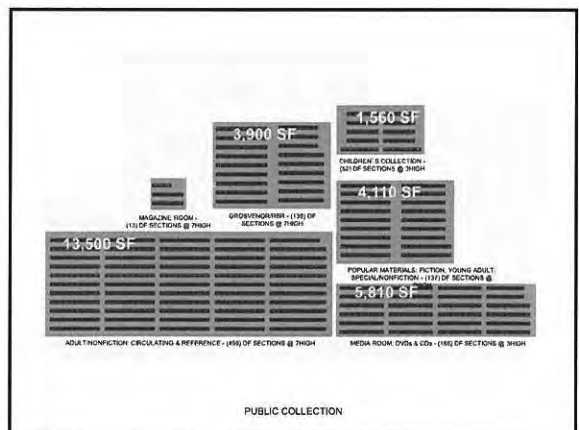 1,560 SF
3,900 SF
CHILDREN'S COLLECTION -
(52) DF SECTIONS @ 3HIGH
4,110 SF
MAGAZINE ROOM -
(13) DF SECTIONS @ 7HIGH
GROSVENOR/RBR - (130) DF
SECTIONS @ 7HIGH
13,500 SF
POPULAR MATERIALS: FICTION, YOUNG ADULT,
SPECIAL/NONFICTION - (137) DF SECTIONS @
5,810 SF
ADULT/NONFICTION: CIRCULATING & REFERENCE - DF SECTIONS @ 7HIGH
MEDIA ROOM: DVDs & CDs - DF SECTIONS @ 3HIGH
PUBLIC COLLECTION